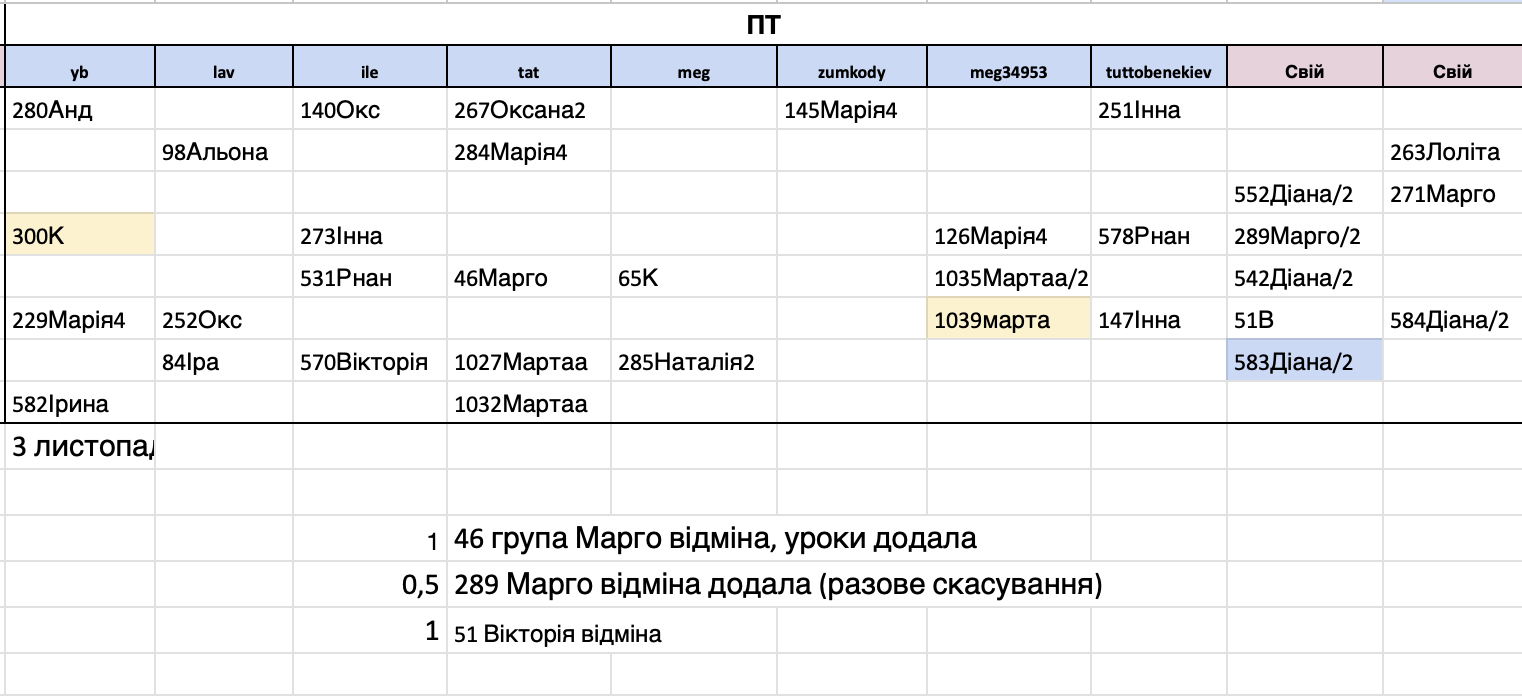 ПТ
yb lav ile tat meg zumkody meg34953 tuttobenekiev Свій Свій
280Анд 140Окс 267Оксана2 145Марія4 251Інна
98Альона 284Марія4 263Лоліта
552Діана/2 271Марго
300К 273Інна 126Марія4 578Рнан 289Марго/2
531Рнан 46Марго 65К 1035Мартаа/2 542Діана/2
229Марія4 252Окс 1039марта 147Інна 51В 584Діана/2
84Іра 570Вікторія 1027Мартаа 285Наталія2 583Діана/2
582Ірина 1032Мартаа
3 листопад
1 46 група Марго відміна, уроки додала
0,5 289 Марго відміна додала (разове скасування)
1 51 Вікторія відміна